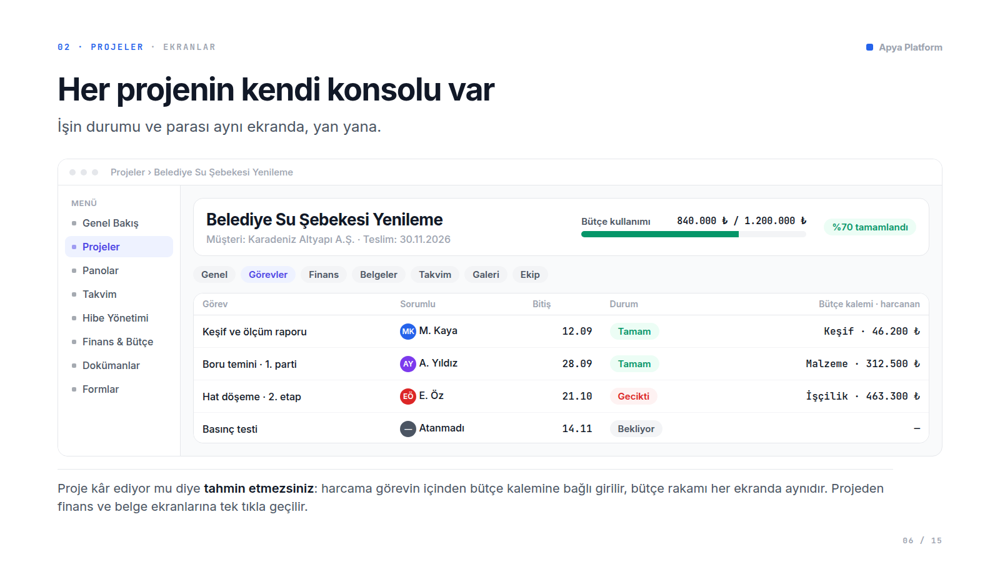 02 · PROJELER · EKRANLAR
Apya Platform
Her projenin kendi konsolu var
İşin durumu ve parası aynı ekranda, yan yana.
Projeler › Belediye Su Şebekesi Yenileme
MENÜ
Genel Bakış
Projeler
Panolar
Takvim
Hibe Yönetimi
Finans & Bütçe
Dokümanlar
Formlar
Belediye Su Şebekesi Yenileme
Müşteri: Karadeniz Altyapı A.Ş. · Teslim: 30.11.2026
Bütçe kullanımı 840.000 ₺ / 1.200.000 ₺
%70 tamamlandı
Genel Görevler Finans Belgeler Takvim Galeri Ekip
Görev Sorumlu Bitiş Durum Bütçe kalemi · harcanan
Keşif ve ölçüm raporu MK M. Kaya 12.09 Tamam Keşif · 46.200 ₺
Boru temini · 1. parti AY A. Yıldız 28.09 Tamam Malzeme · 312.500 ₺
Hat döşeme · 2. etap EÖ E. Öz 21.10 Gecikti İşçilik · 463.300 ₺
Basınç testi — Atanmadı 14.11 Bekliyor —
Proje kâr ediyor mu diye tahmin etmezsiniz: harcama görevin içinden bütçe kalemine bağlı girilir, bütçe rakamı her ekranda aynıdır. Projeden
finans ve belge ekranlarına tek tıkla geçilir.
06 / 15